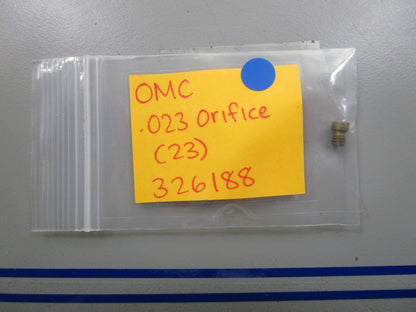 OMC
.023 Orifice
(23)
326188